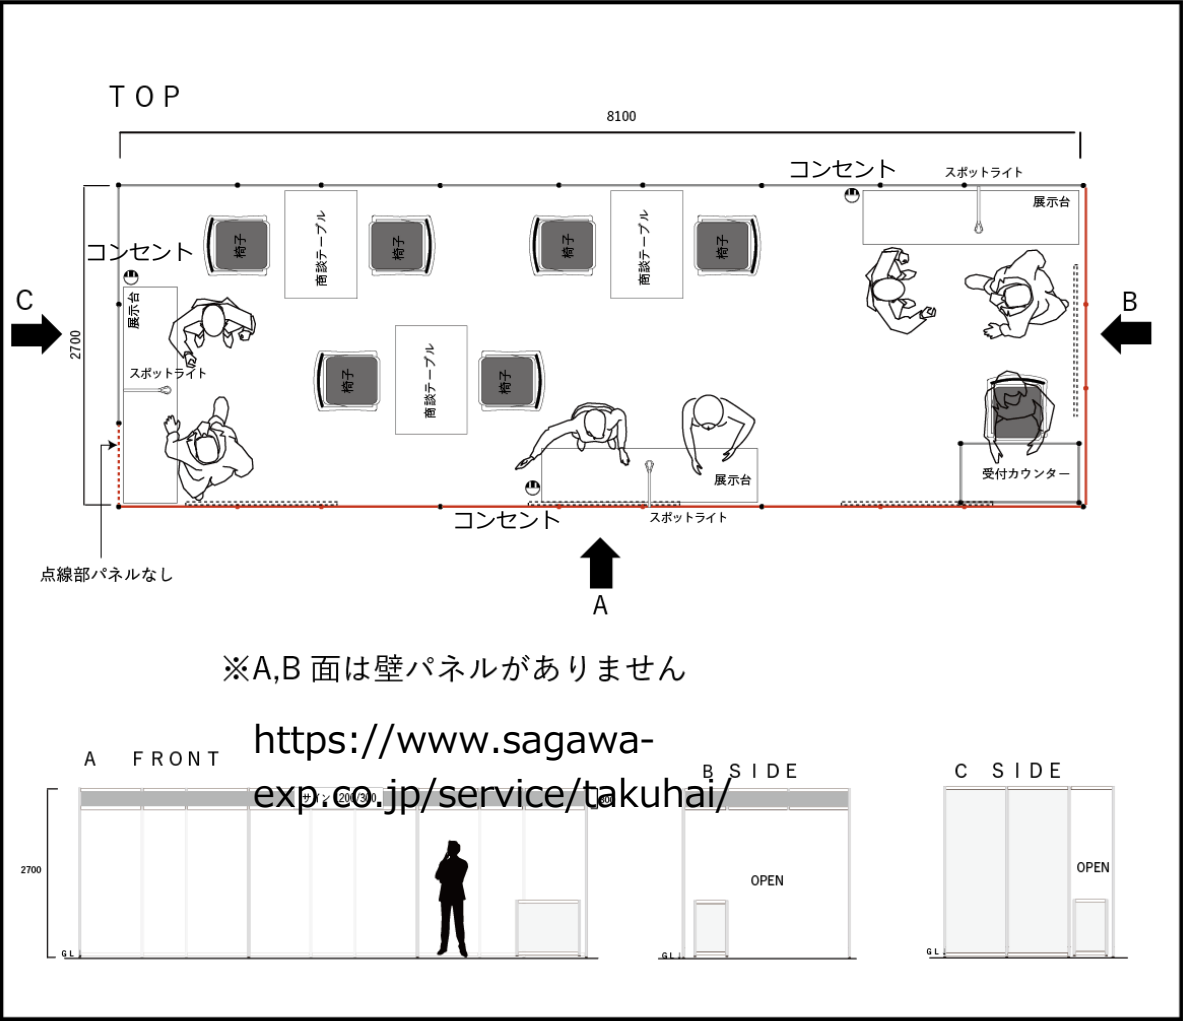 TOP
8100
コンセント
スポットライト
展示台
椅子
商談テーブル
椅子
椅子
商談テーブル
椅子
コンセント
C
B
展示台
2700
スポットライト
椅子
商談テーブル
椅子
受付カウンター
展示台
コンセント
スポットライト
点線部パネルなし
A
※A,B 面は壁パネルがありません
https://www.sagawa-
exp.co.jp/service/takuhai/
A FRONT
B SIDE
C SIDE
サイン
200/300
300
2700
OPEN
OPEN
GL
GL
GL